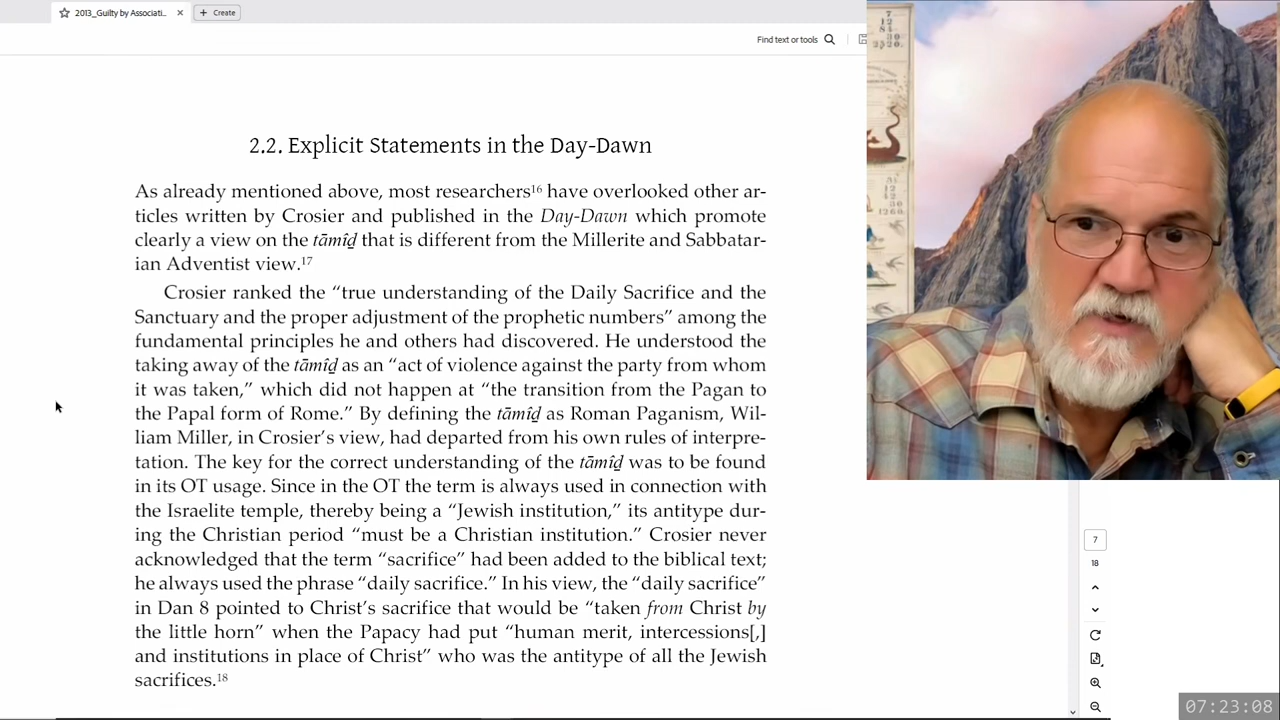 2013_Guilty by Associati...
Create
Find text or tools
2.2. Explicit Statements in the Day-Dawn
As already mentioned above, most researchers16 have overlooked other ar-
ticles written by Crosier and published in the Day-Dawn which promote
clearly a view on the tāmîḏ that is different from the Millerite and Sabbatar-
ian Adventist view.17
Crosier ranked the “true understanding of the Daily Sacrifice and the
Sanctuary and the proper adjustment of the prophetic numbers” among the
fundamental principles he and others had discovered. He understood the
taking away of the tāmîḏ as an “act of violence against the party from whom
it was taken,” which did not happen at “the transition from the Pagan to
the Papal form of Rome.” By defining the tāmîḏ as Roman Paganism, Wil-
liam Miller, in Crosier’s view, had departed from his own rules of interpre-
tation. The key for the correct understanding of the tāmîḏ was to be found
in its OT usage. Since in the OT the term is always used in connection with
the Israelite temple, thereby being a “Jewish institution,” its antitype dur-
ing the Christian period “must be a Christian institution.” Crosier never
acknowledged that the term “sacrifice” had been added to the biblical text;
he always used the phrase “daily sacrifice.” In his view, the “daily sacrifice”
in Dan 8 pointed to Christ’s sacrifice that would be “taken from Christ by
the little horn” when the Papacy had put “human merit, intercessions[,]
and institutions in place of Christ” who was the antitype of all the Jewish
sacrifices.18
7
18
07:23:08